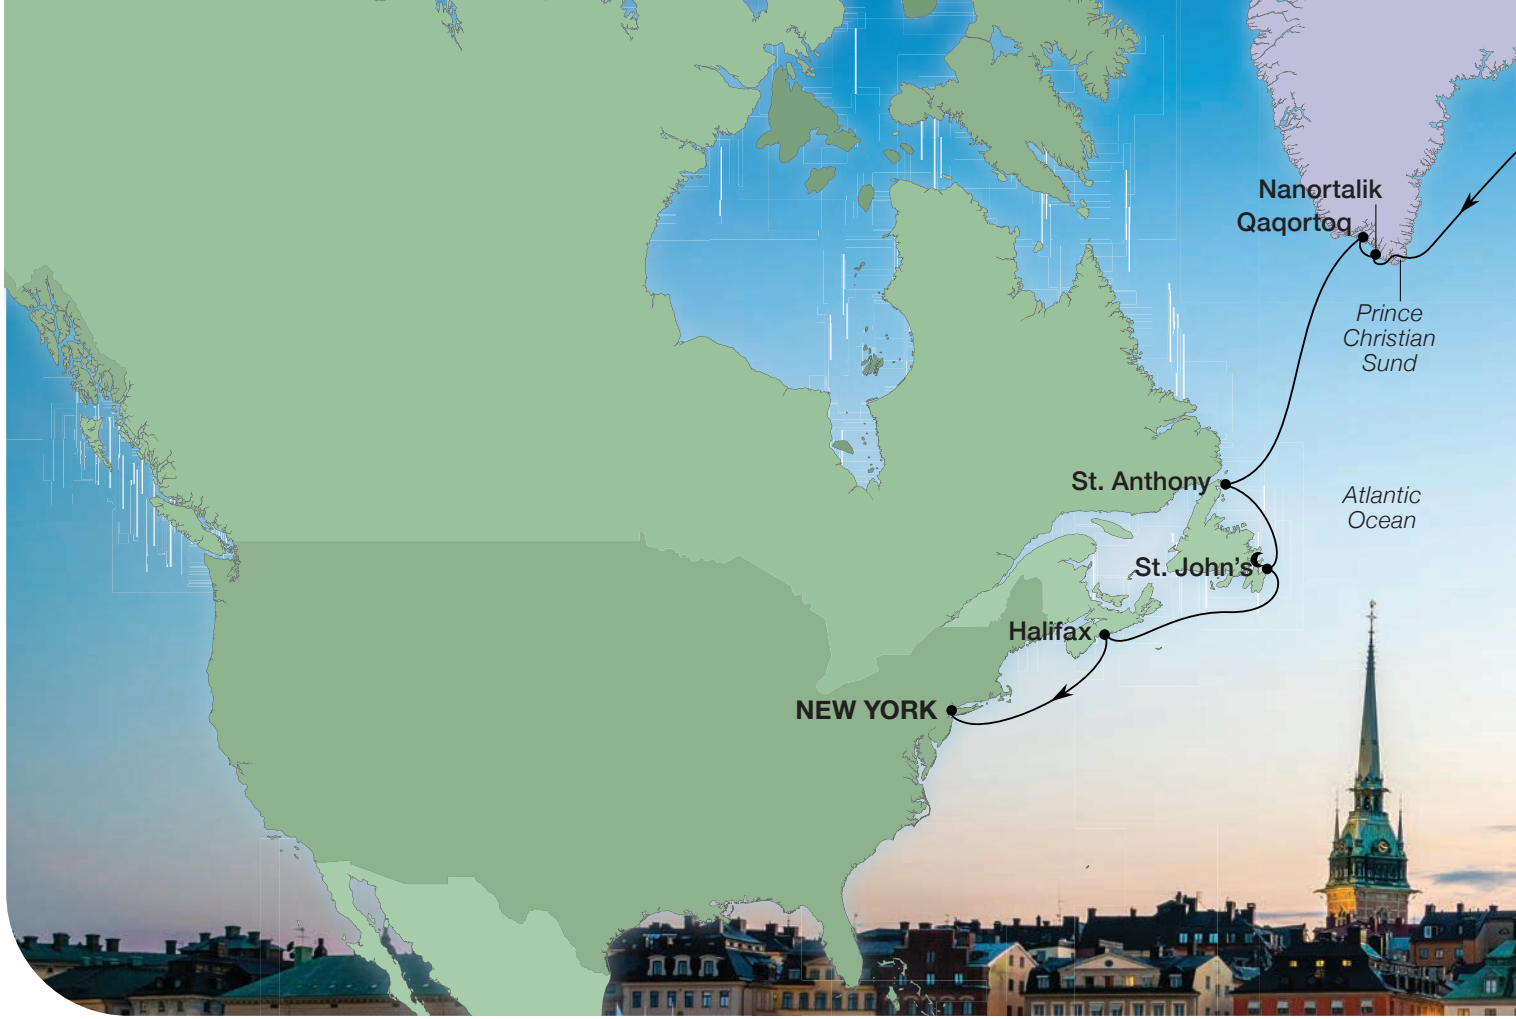 Nanortalik
Qaqortoq
Prince
Christian
Sund
St. Anthony
Atlantic
Ocean
St. John's
Halifax
NEW YORK